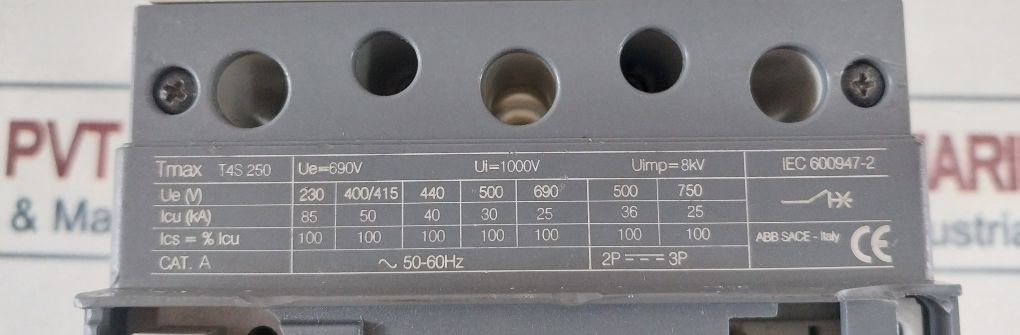 PVT
& Ma
ARI
ustria
Tmax T4S 250 Ue=690V Ui=1000V Uimp=8kV IEC 600947-2
Ue (V) 230 400/415 440 500 690 500 750
Icu (kA) 85 50 40 30 25 36 25
Ics = % Icu 100 100 100 100 100 100 100 ABB SACE - Italy CE
CAT. A ~ 50-60Hz 2P 3P